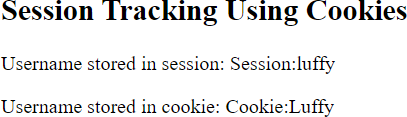 Session Tracking Using Cookies
Username stored in session: Session:luffy
Username stored in cookie: Cookie:Luffy